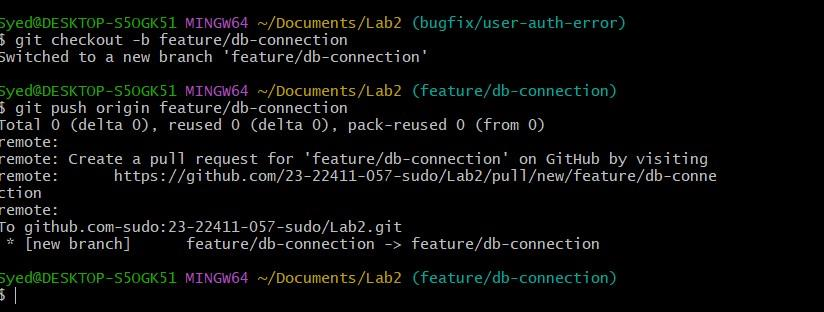 Syed@DESKTOP-S5OGK51 MINGW64 ~/Documents/Lab2 (bugfix/user-auth-error)
$ git checkout -b feature/db-connection
Switched to a new branch 'feature/db-connection'
Syed@DESKTOP-S5OGK51 MINGW64 ~/Documents/Lab2 (feature/db-connection)
$ git push origin feature/db-connection
Total 0 (delta 0), reused 0 (delta 0), pack-reused 0 (from 0)
remote:
remote: Create a pull request for 'feature/db-connection' on GitHub by visiting
remote:      https://github.com/23-22411-057-sudo/Lab2/pull/new/feature/db-conne
ction
remote:
To github.com-sudo:23-22411-057-sudo/Lab2.git
 * [new branch]      feature/db-connection -> feature/db-connection
Syed@DESKTOP-S5OGK51 MINGW64 ~/Documents/Lab2 (feature/db-connection)
$